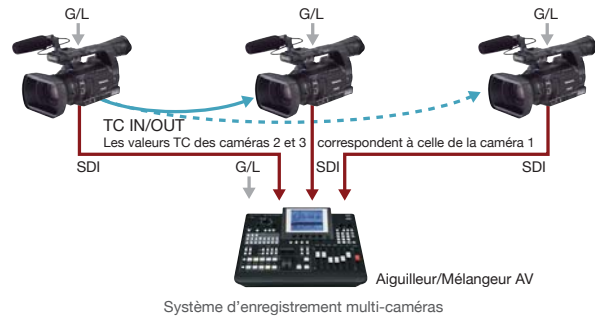 G/L G/L G/L
TC IN/OUT
Les valeurs TC des caméras 2 et 3 correspondent à celle de la caméra 1
SDI G/L SDI SDI
Aiguilleur/Mélangeur AV
Système d'enregistrement multi-caméras